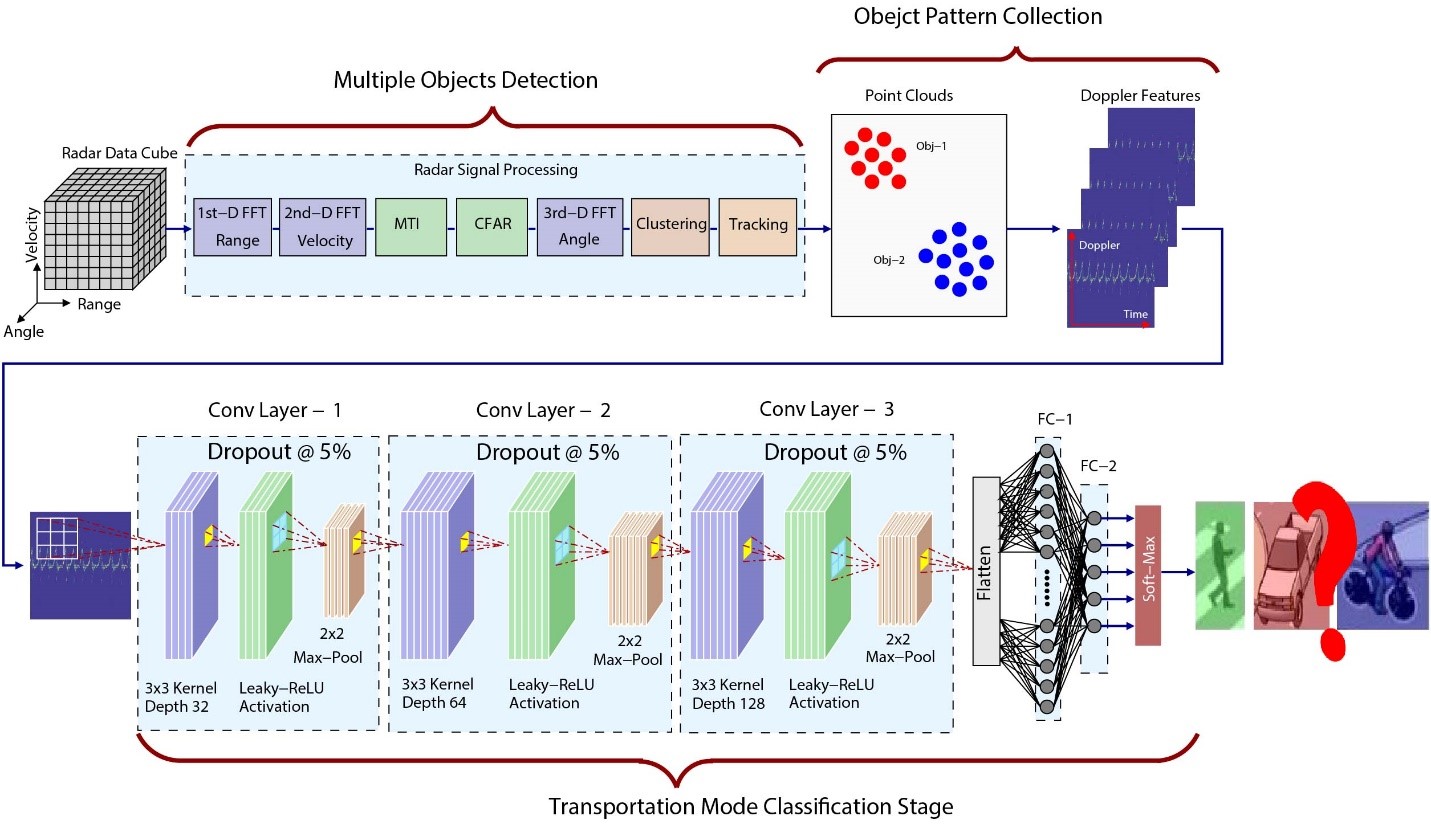 Obejct Pattern Collection
Multiple Objects Detection
Point Clouds
Doppler Features
Radar Data Cube
Radar Signal Processing
Velocity
Range
Angle
1st–D FFT
Range
2nd–D FFT
Velocity
MTI
CFAR
3rd–D FFT
Angle
Clustering
Tracking
Obj–1
Obj–2
Doppler
Time
Conv Layer – 1
Conv Layer – 2
Conv Layer – 3
Dropout @ 5%
Dropout @ 5%
Dropout @ 5%
FC–1
FC–2
3x3 Kernel
Depth 32
Leaky–ReLU
Activation
2x2
Max–Pool
3x3 Kernel
Depth 64
Leaky–ReLU
Activation
2x2
Max–Pool
3x3 Kernel
Depth 128
Leaky–ReLU
Activation
2x2
Max–Pool
Flatten
Soft–Max
?
Transportation Mode Classification Stage